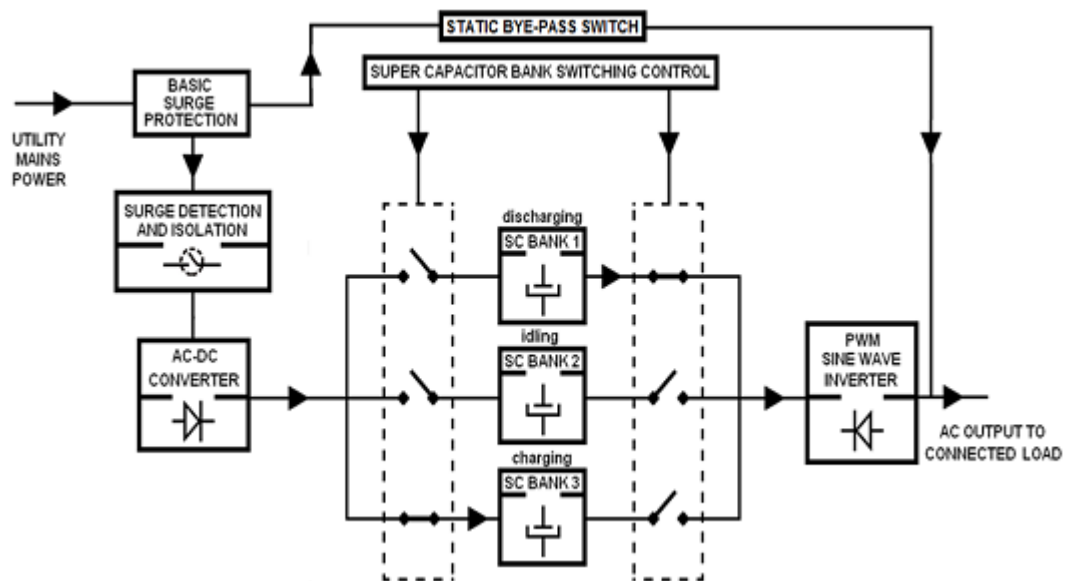 STATIC BYE-PASS SWITCH
SUPER CAPACITOR BANK SWITCHING CONTROL
BASIC
SURGE
PROTECTION
UTILITY
MAINS
POWER
SURGE DETECTION
AND ISOLATION
discharging
SC BANK 1
AC-DC
CONVERTER
idling
SC BANK 2
PWM
SINE WAVE
INVERTER
AC OUTPUT TO
CONNECTED LOAD
charging
SC BANK 3